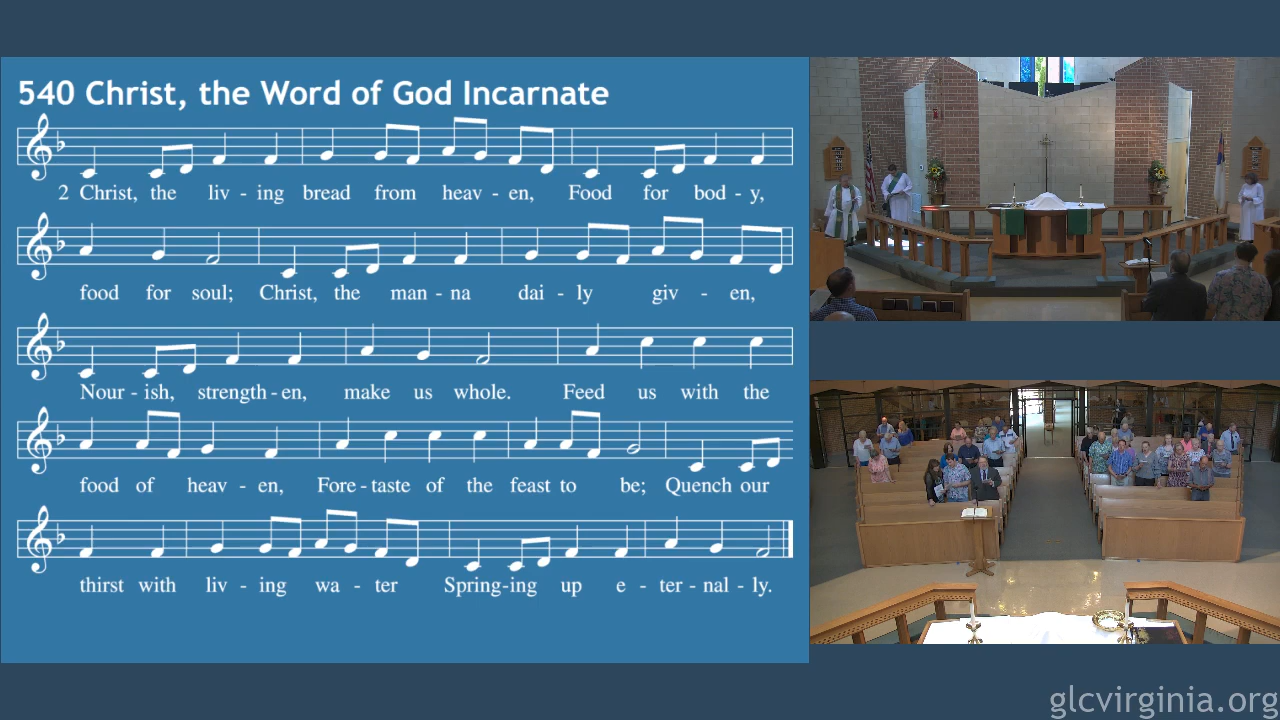 540 Christ, the Word of God Incarnate
2 Christ, the liv - ing bread from heav - en, Food for bod - y,
food for soul; Christ, the man - na dai - ly giv - en,
Nour - ish, strength - en, make us whole. Feed us with the
food of heav - en, Fore - taste of the feast to be; Quench our
thirst with liv - ing wa - ter Spring-ing up e - ter - nal - ly.
glcvirginia.org